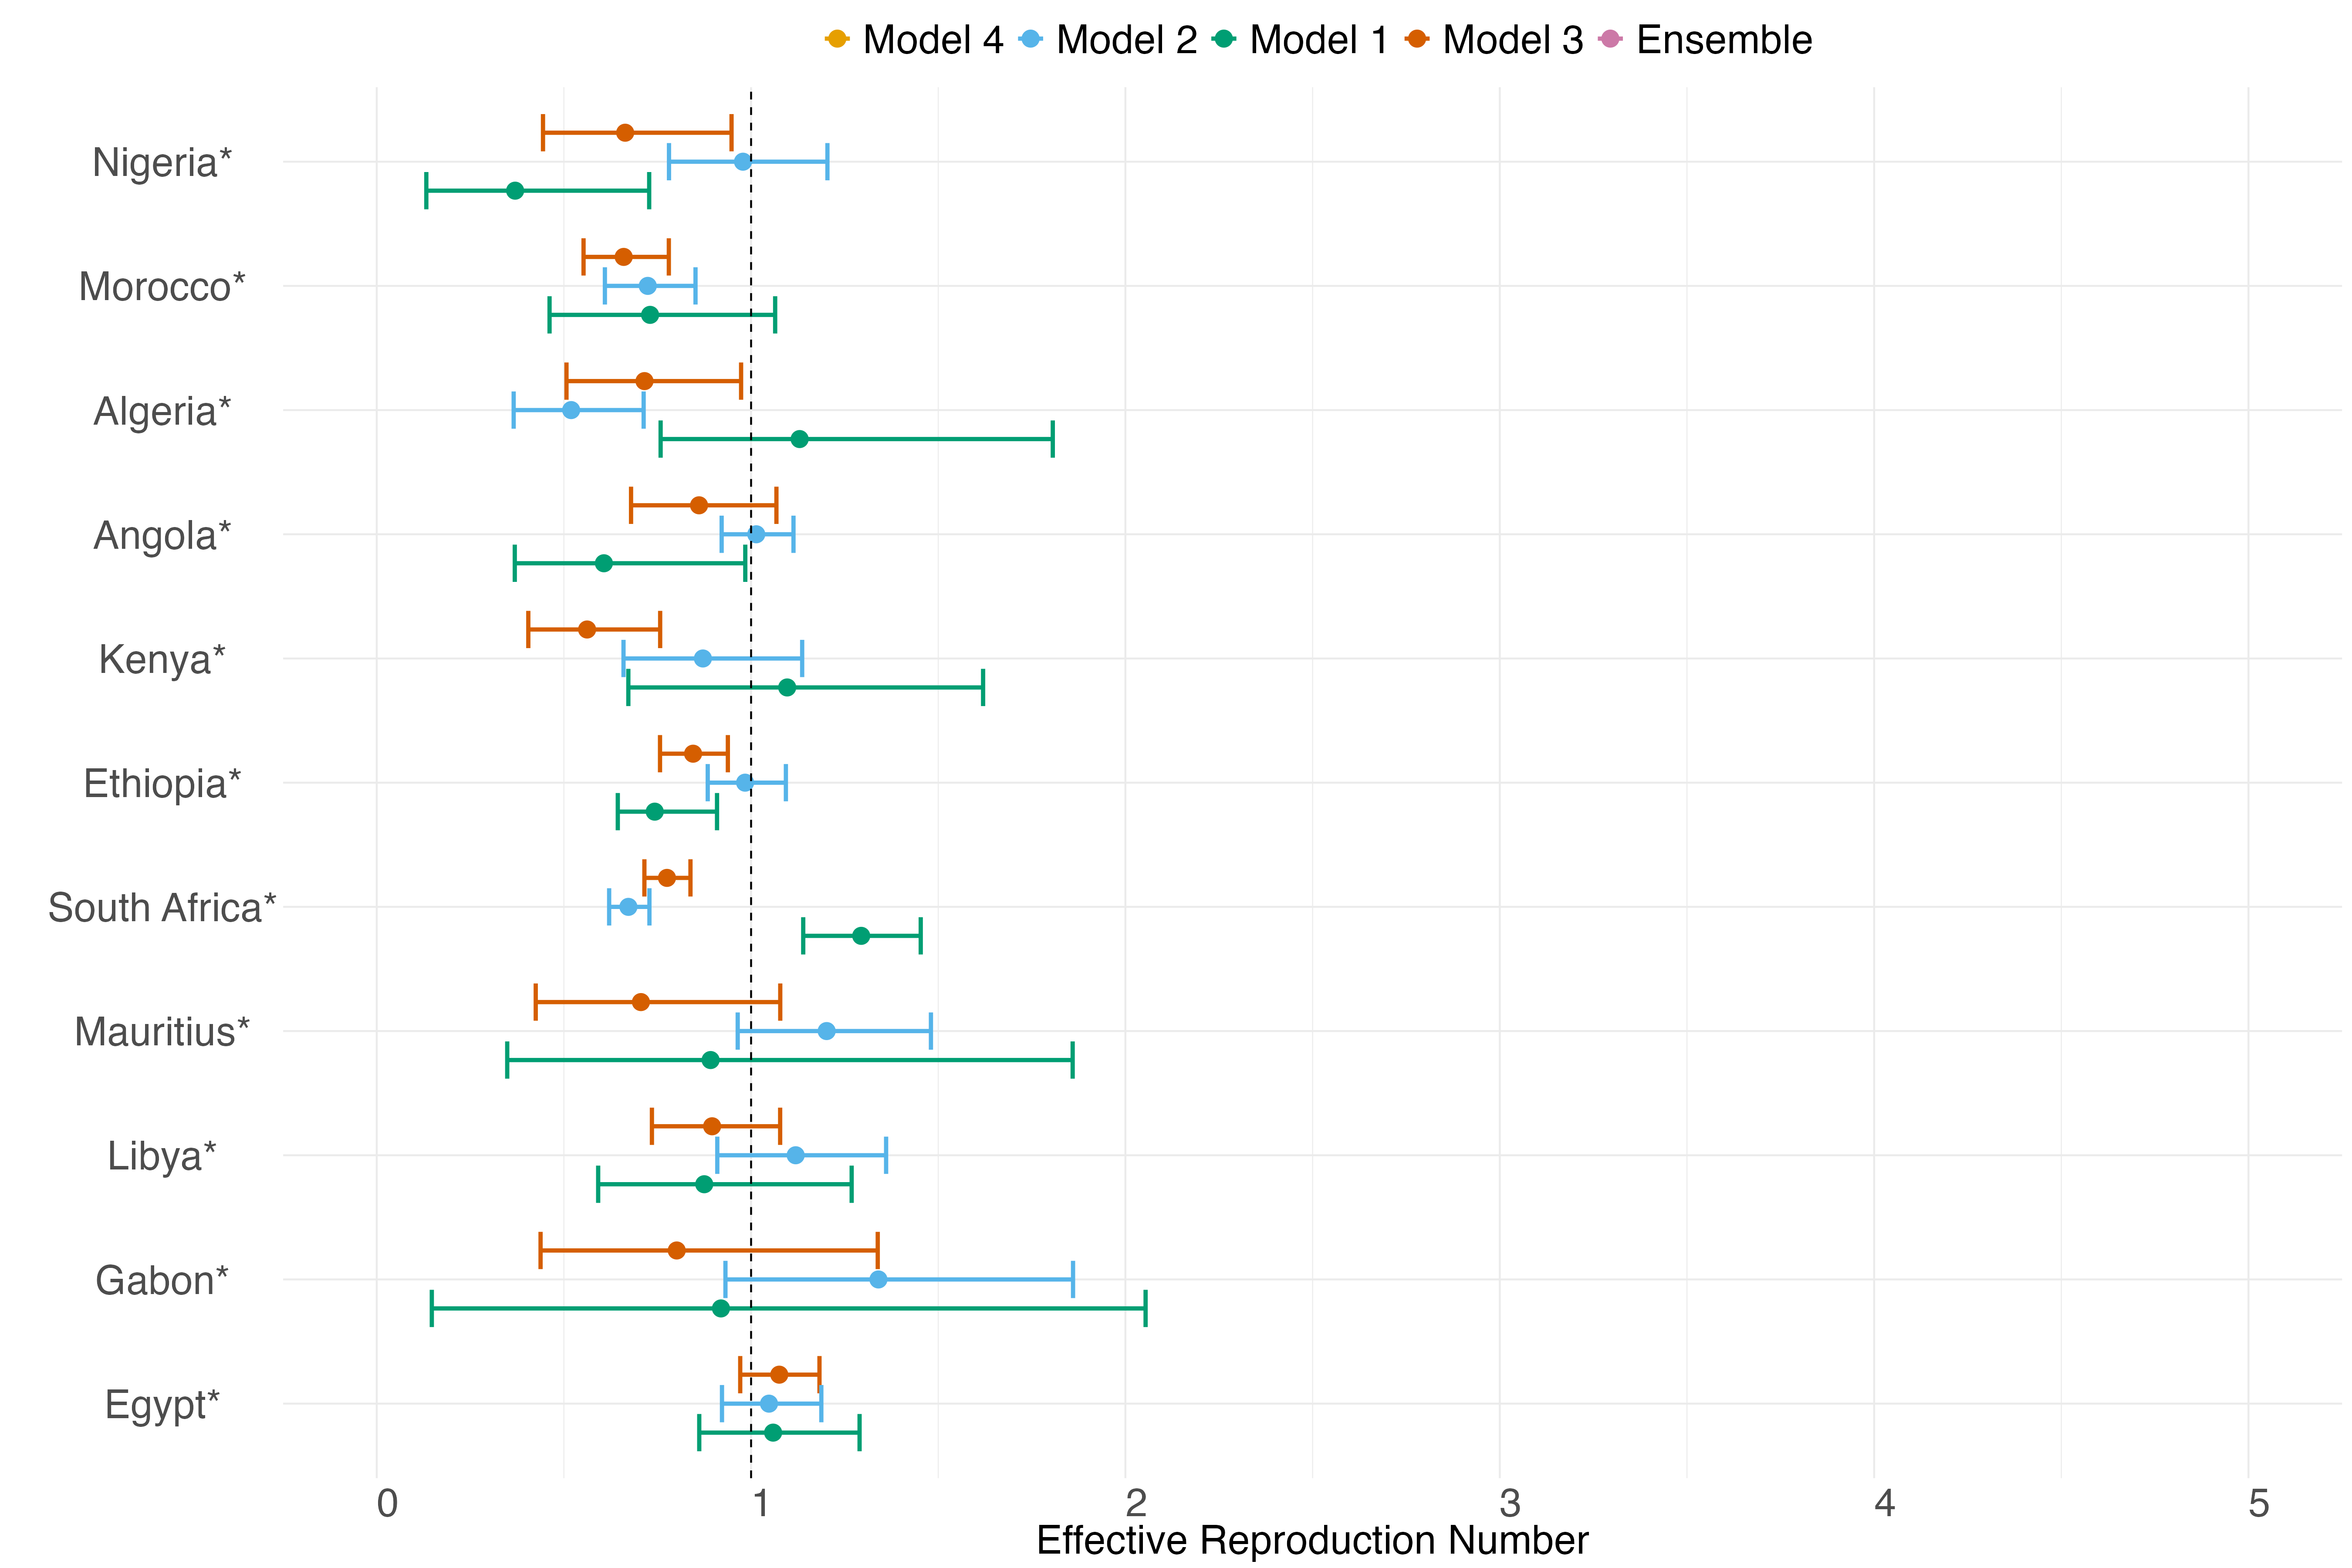 Model 4 Model 2 Model 1 Model 3 Ensemble
Nigeria*
Morocco*
Algeria*
Angola*
Kenya*
Ethiopia*
South Africa*
Mauritius*
Libya*
Gabon*
Egypt*
0 1 2 3 4 5
Effective Reproduction Number